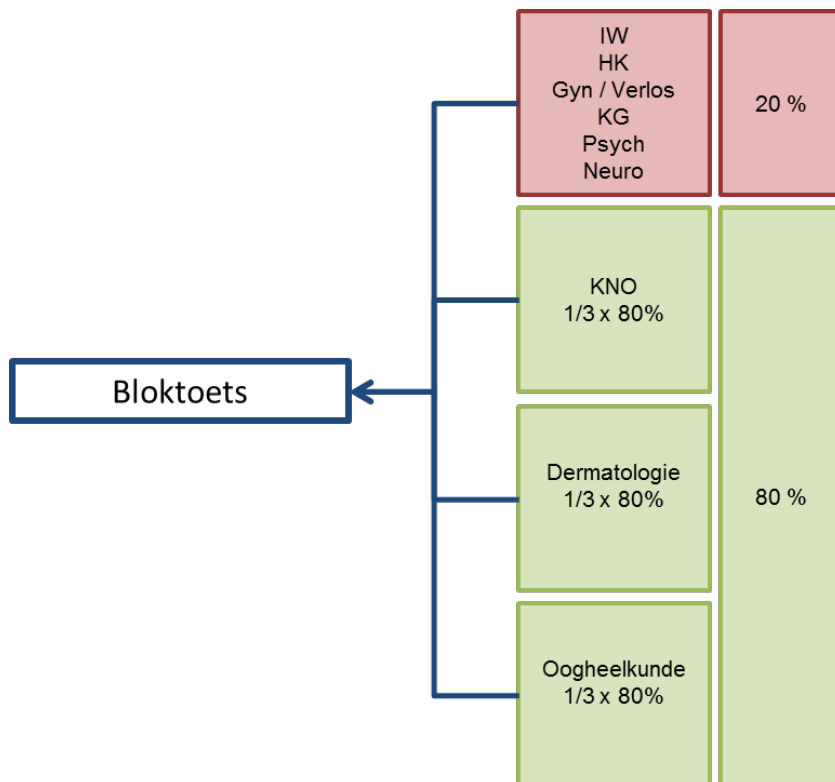 IW
HK
Gyn / Verlos
KG
Psych
Neuro
20 %
KNO
1/3 x 80%
Bloktoets
Dermatologie
1/3 x 80%
80 %
Oogheelkunde
1/3 x 80%